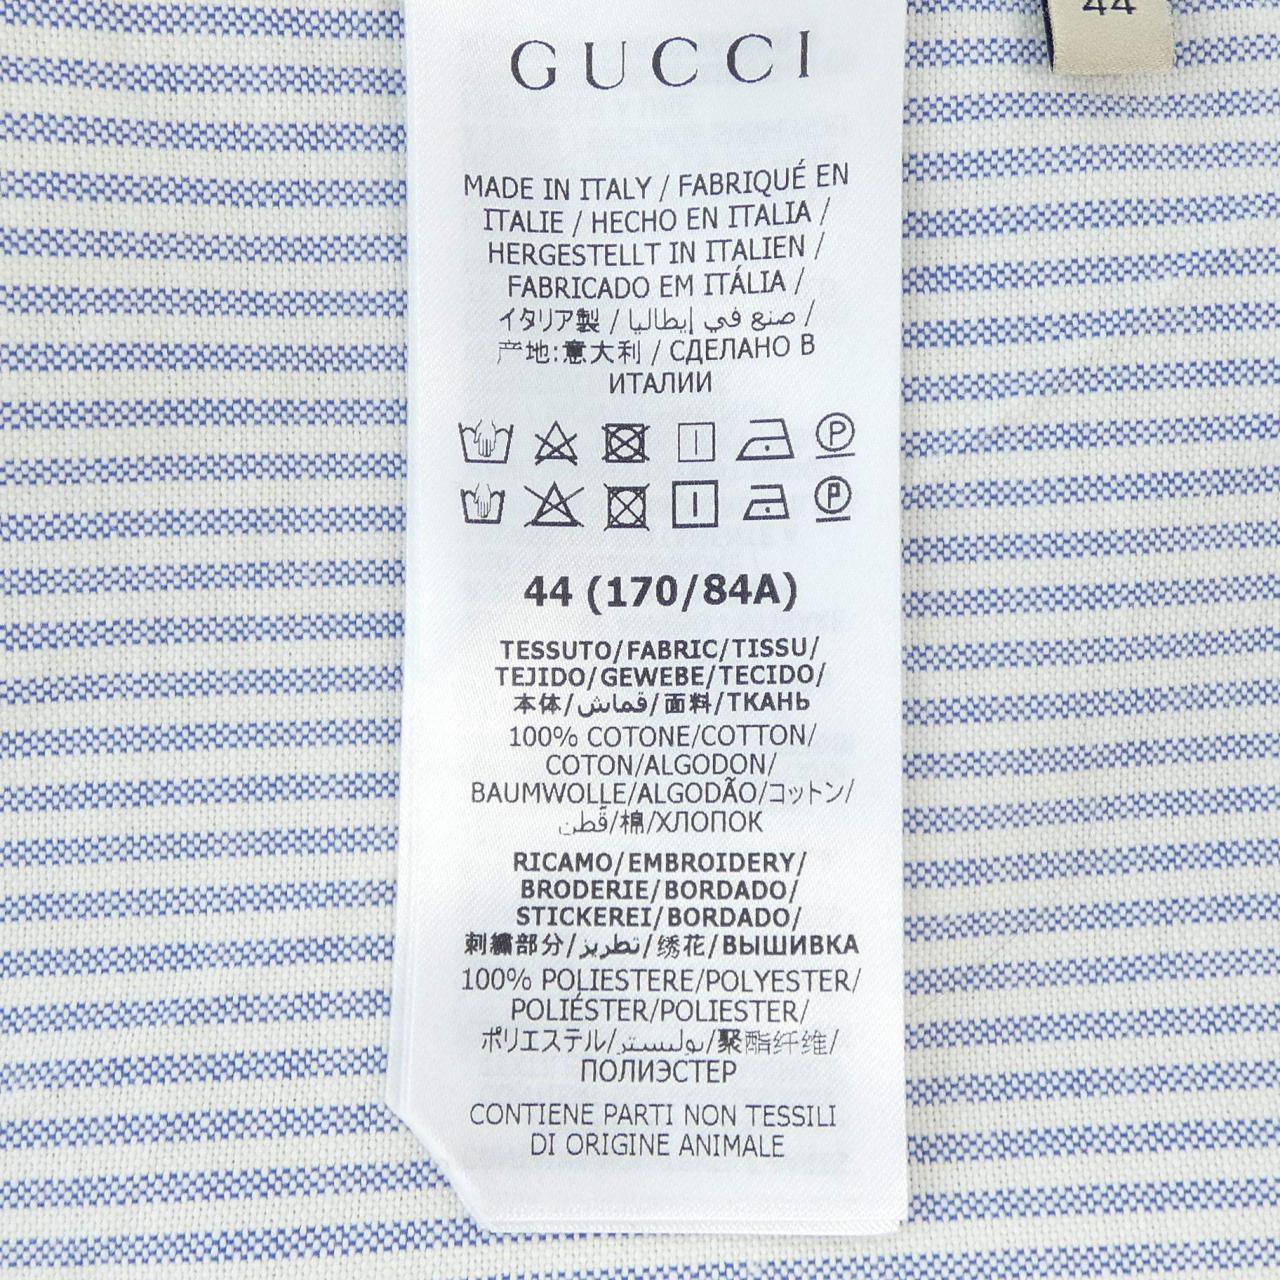 44
GUCCI
MADE IN ITALY / FABRIQUÉ EN
ITALIE / HECHO EN ITALIA /
HERGESTELLT IN ITALIEN /
FABRICADO EM ITÁLIA /
イタリア製 / صنع في إيطاليا /
产地:意大利 / СДЕЛАНО В
ИТАЛИИ
P
P
44 (170/84A)
TESSUTO/FABRIC/TISSU/
TEJIDO/GEWEBE/TECIDO/
本体/قماش/面料/ТКАНЬ
100% COTONE/COTTON/
COTON/ALGODON/
BAUMWOLLE/ALGODÃO/コットン/
قطن/棉/ХЛОПОК
RICAMO/EMBROIDERY/
BRODERIE/BORDADO/
STICKEREI/BORDADO/
刺繍部分/تطريز/绣花/ВЫШИВКА
100% POLIESTERE/POLYESTER/
POLIÉSTER/POLIESTER/
ポリエステル/بوليستر/聚酯纤维/
ПОЛИЭСТЕР
CONTIENE PARTI NON TESSILI
DI ORIGINE ANIMALE